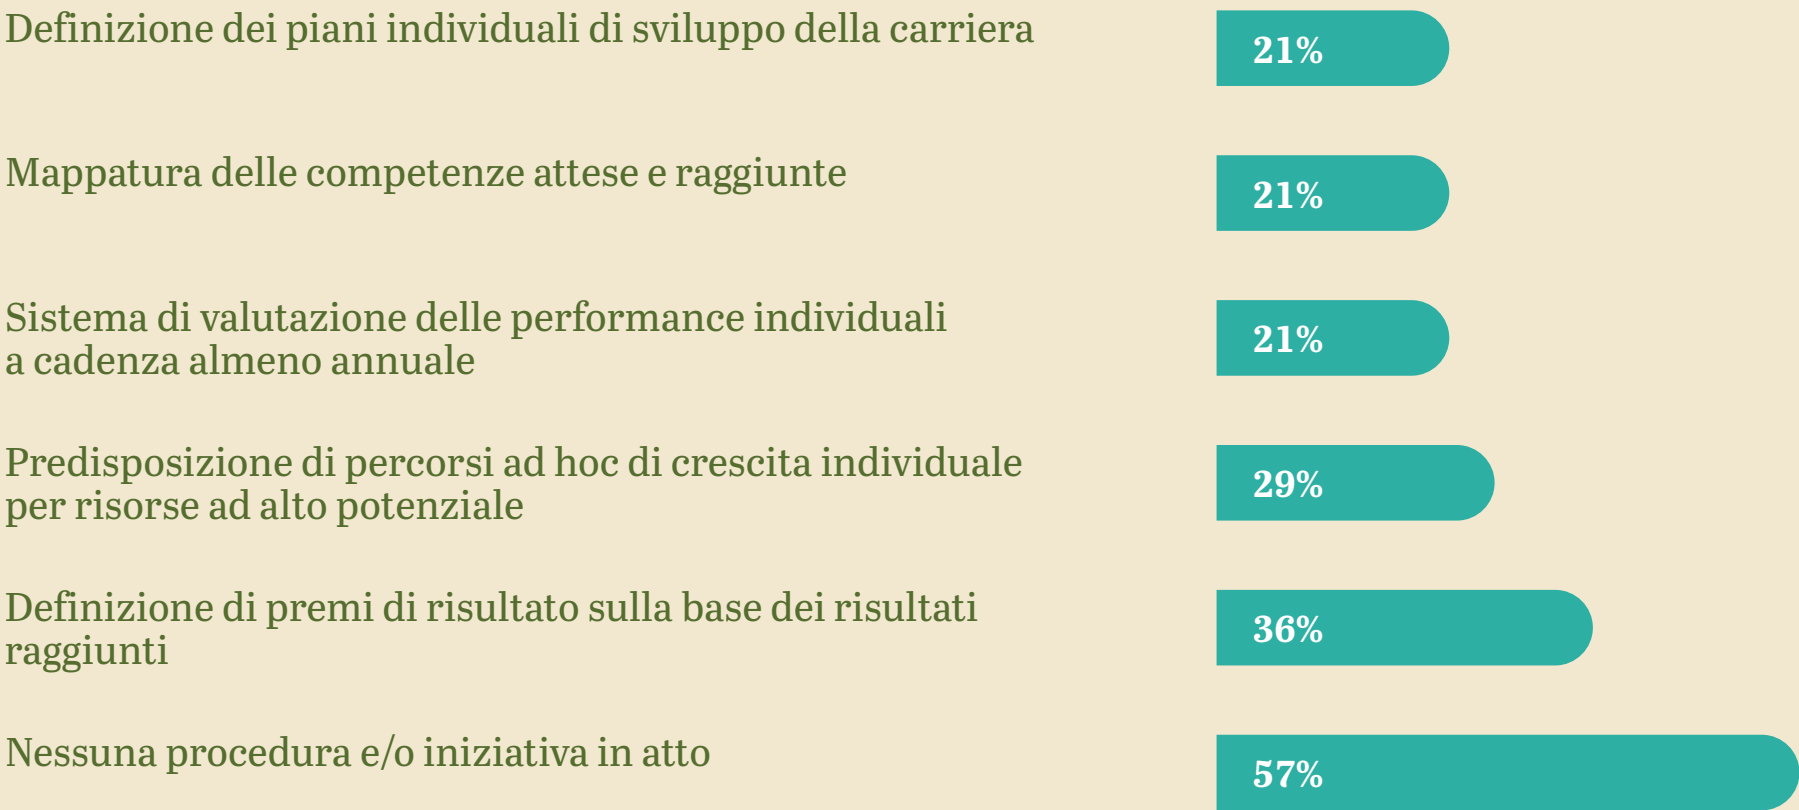 Definizione dei piani individuali di sviluppo della carriera
21%
Mappatura delle competenze attese e raggiunte
21%
Sistema di valutazione delle performance individuali
a cadenza almeno annuale
21%
Predisposizione di percorsi ad hoc di crescita individuale
per risorse ad alto potenziale
29%
Definizione di premi di risultato sulla base dei risultati
raggiunti
36%
Nessuna procedura e/o iniziativa in atto
57%